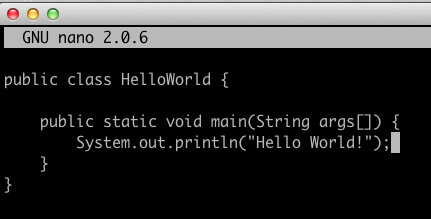 GNU nano 2.0.6
public class HelloWorld {
    public static void main(String args[]) {
        System.out.println("Hello World!");
    }
}